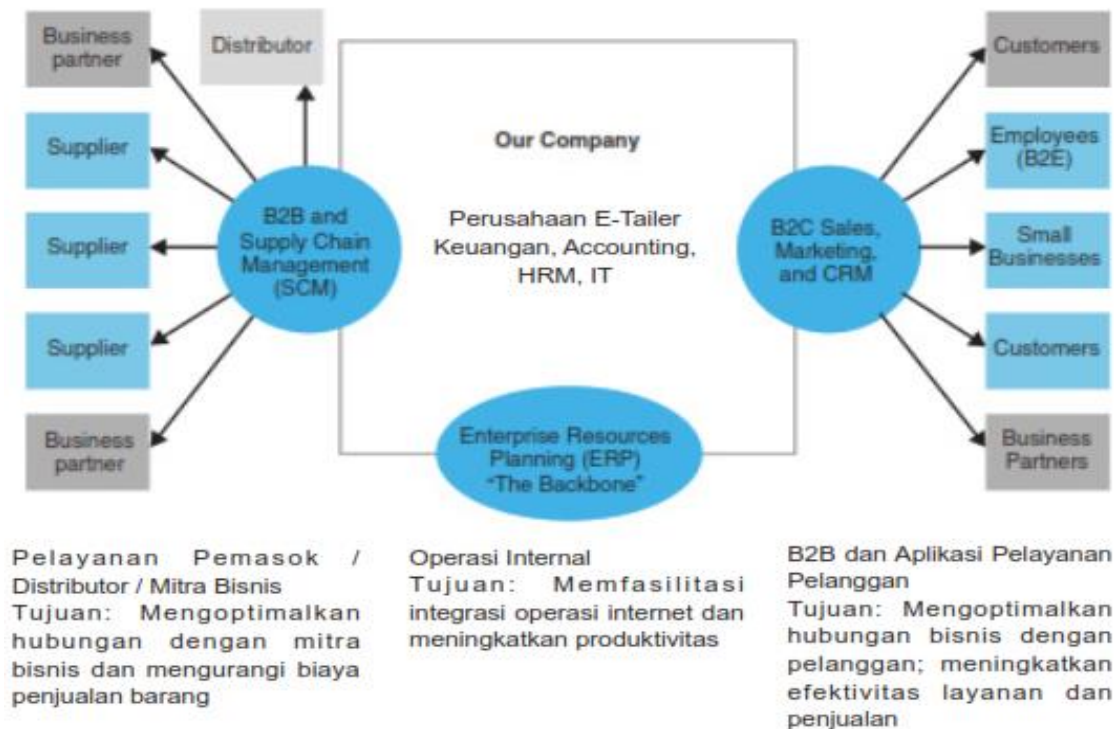 Business
partner
Distributor
Customers
Supplier
Our Company
Employees
(B2E)
B2B and
Supply Chain
Management
(SCM)
Perusahaan E-Tailer
Keuangan, Accounting,
HRM, IT
B2C Sales,
Marketing,
and CRM
Supplier
Small
Businesses
Supplier
Customers
Business
partner
Enterprise Resources
Planning (ERP)
“The Backbone”
Business
Partners
Pelayanan Pemasok /
Distributor / Mitra Bisnis
Tujuan: Mengoptimalkan
hubungan dengan mitra
bisnis dan mengurangi biaya
penjualan barang
Operasi Internal
Tujuan: Memfasilitasi
integrasi operasi internet dan
meningkatkan produktivitas
B2B dan Aplikasi Pelayanan
Pelanggan
Tujuan: Mengoptimalkan
hubungan bisnis dengan
pelanggan; meningkatkan
efektivitas layanan dan
penjualan